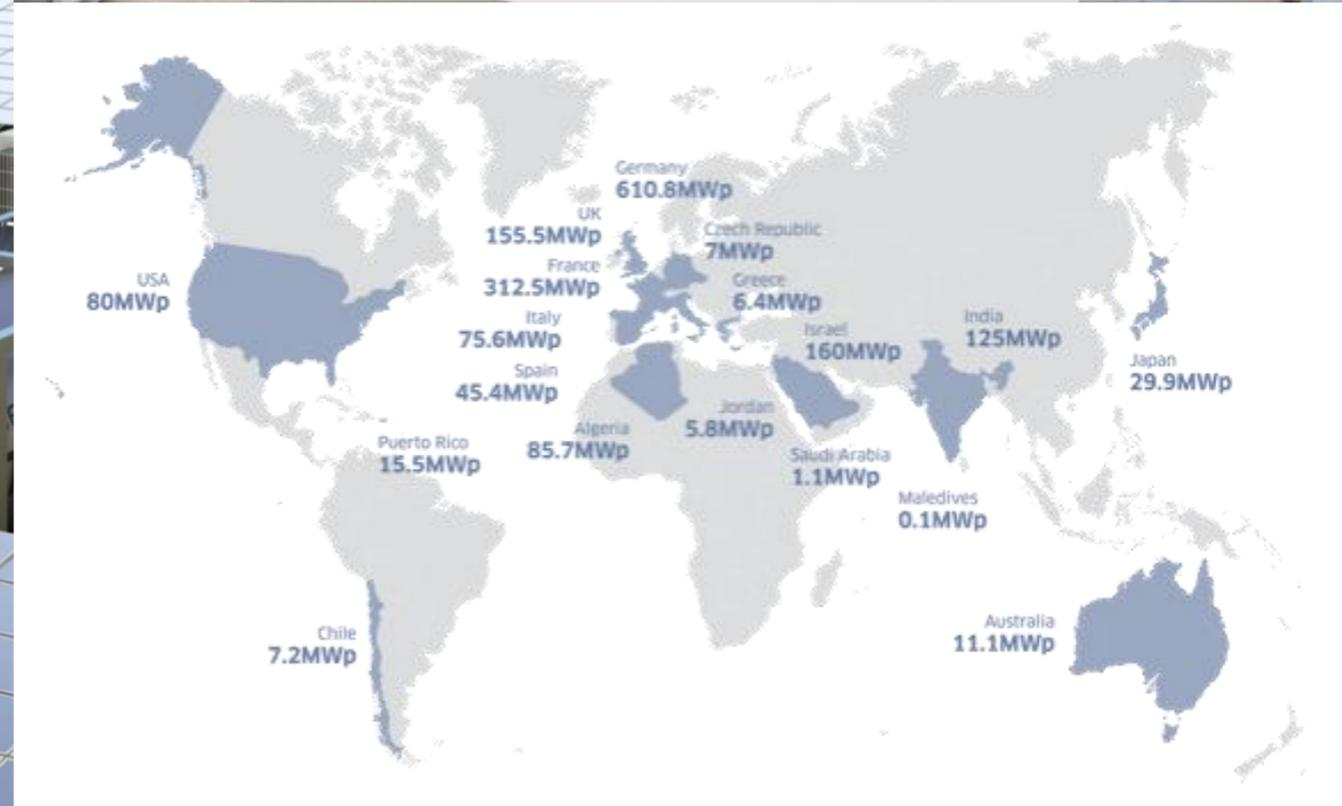 Germany
610.8MWp
UK
155.5MWp
Czech Republic
7MWp
France
312.5MWp
USA
80MWp
Greece
6.4MWp
Italy
75.6MWp
Israel
160MWp
India
125MWp
Japan
29.9MWp
Spain
45.4MWp
Jordan
5.8MWp
Algeria
85.7MWp
Puerto Rico
15.5MWp
Saudi Arabia
1.1MWp
Maledives
0.1MWp
Australia
11.1MWp
Chile
7.2MWp